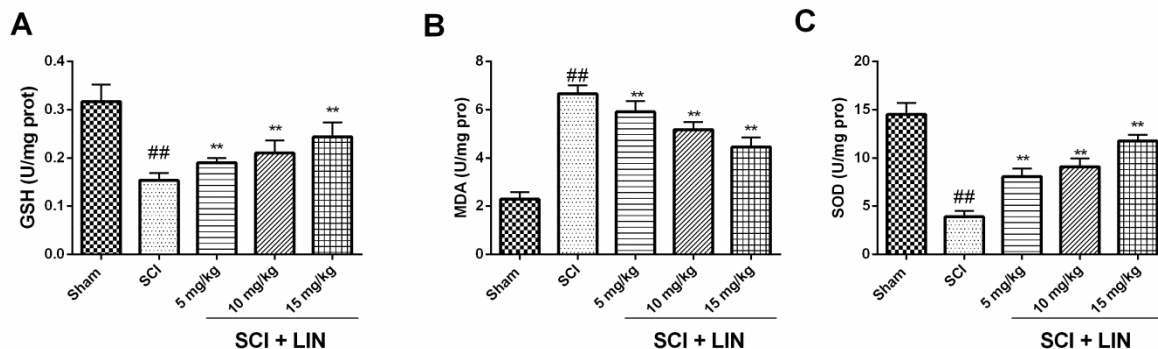 A
GSH (U/mg prot)
0.4
0.3
0.2
0.1
0.0
##
**
**
**
Sham
SCI
5 mg/kg
10 mg/kg
15 mg/kg
SCI + LIN
B
MDA (U/mg pro)
8
6
4
2
0
##
**
**
**
Sham
SCI
5 mg/kg
10 mg/kg
15 mg/kg
SCI + LIN
C
SOD (U/mg pro)
20
15
10
5
0
##
**
**
**
Sham
SCI
5 mg/kg
10 mg/kg
15 mg/kg
SCI + LIN